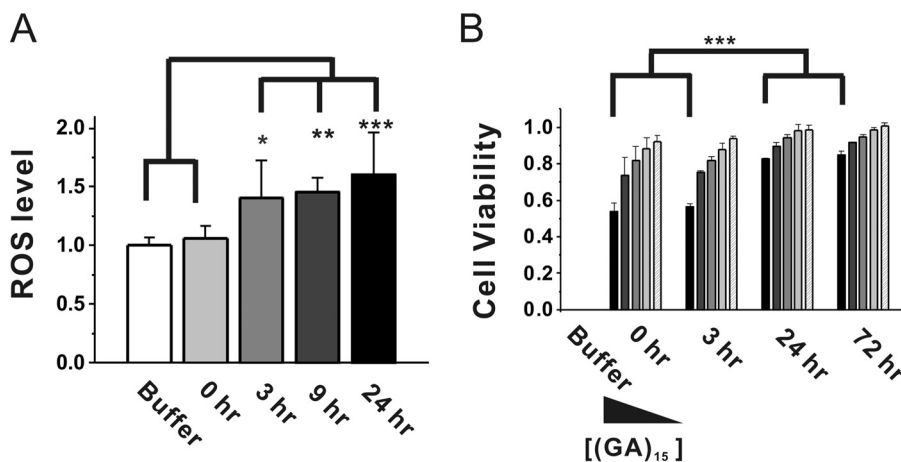 A
ROS level
2.0
1.5
1.0
0.5
0.0
*
**
***
Buffer
0 hr
3 hr
9 hr
24 hr
B
***
Cell Viability
1.0
0.8
0.6
0.4
0.2
0.0
Buffer
0 hr
3 hr
24 hr
72 hr
[(GA)₁₅]